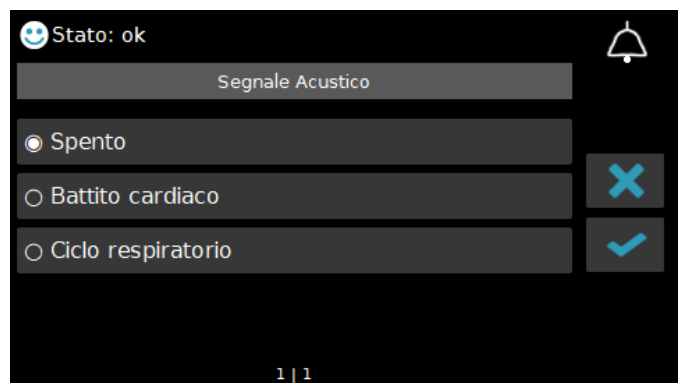 Stato: ok
Segnale Acustico
Spento
Battito cardiaco
Ciclo respiratorio
1 | 1